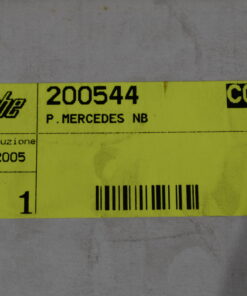 200544
CO
P.MERCEDES NB
uzione
2005
1